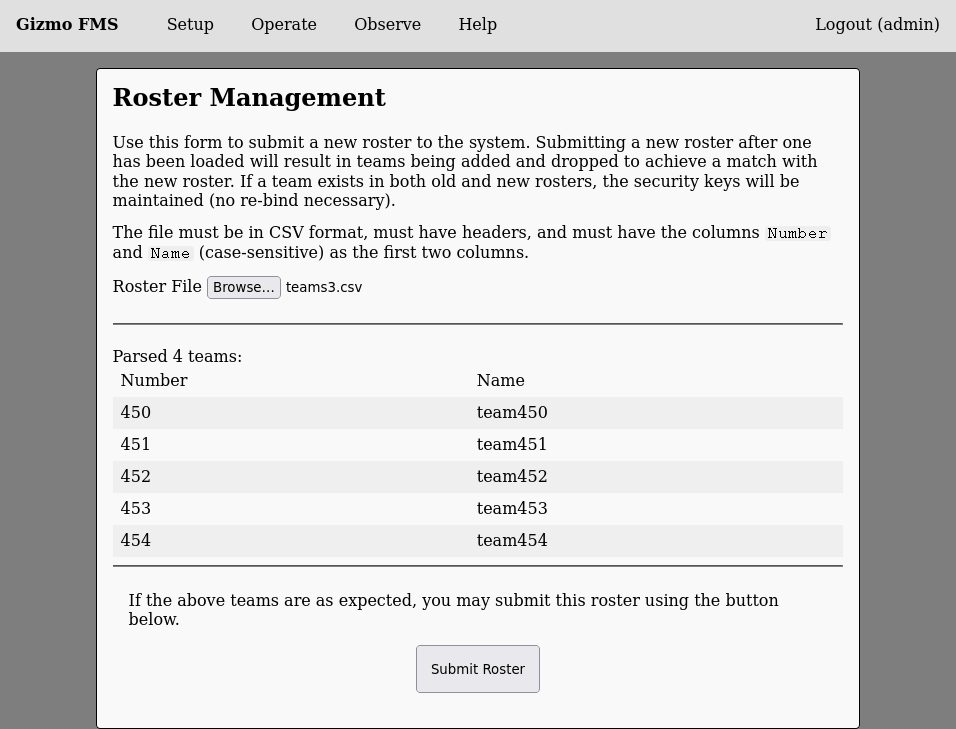 Gizmo FMS Setup Operate Observe Help Logout (admin)
Roster Management
Use this form to submit a new roster to the system. Submitting a new roster after one
has been loaded will result in teams being added and dropped to achieve a match with
the new roster. If a team exists in both old and new rosters, the security keys will be
maintained (no re-bind necessary).
The file must be in CSV format, must have headers, and must have the columns Number
and Name (case-sensitive) as the first two columns.
Roster File Browse... teams3.csv
Parsed 4 teams:
Number Name
450 team450
451 team451
452 team452
453 team453
454 team454
If the above teams are as expected, you may submit this roster using the button
below.
Submit Roster